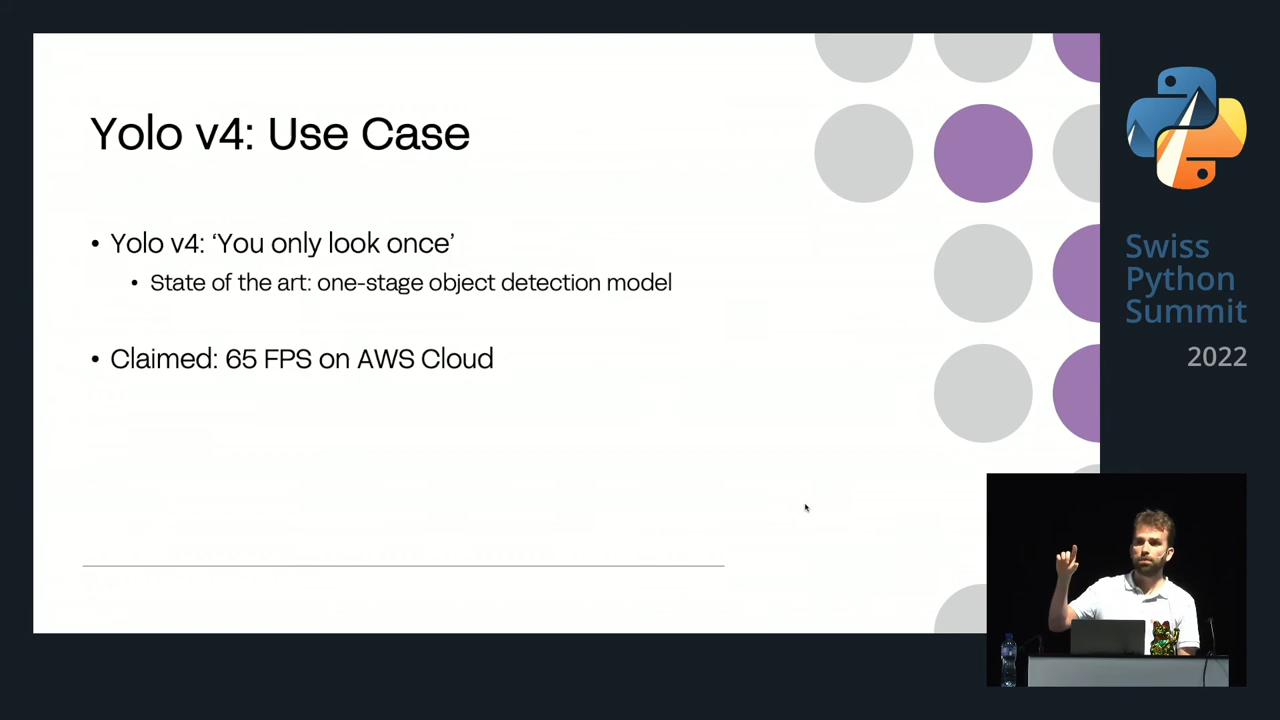 Yolo v4: Use Case
• Yolo v4: ‘You only look once’
• State of the art: one-stage object detection model
• Claimed: 65 FPS on AWS Cloud
Swiss
Python
Summit
2022